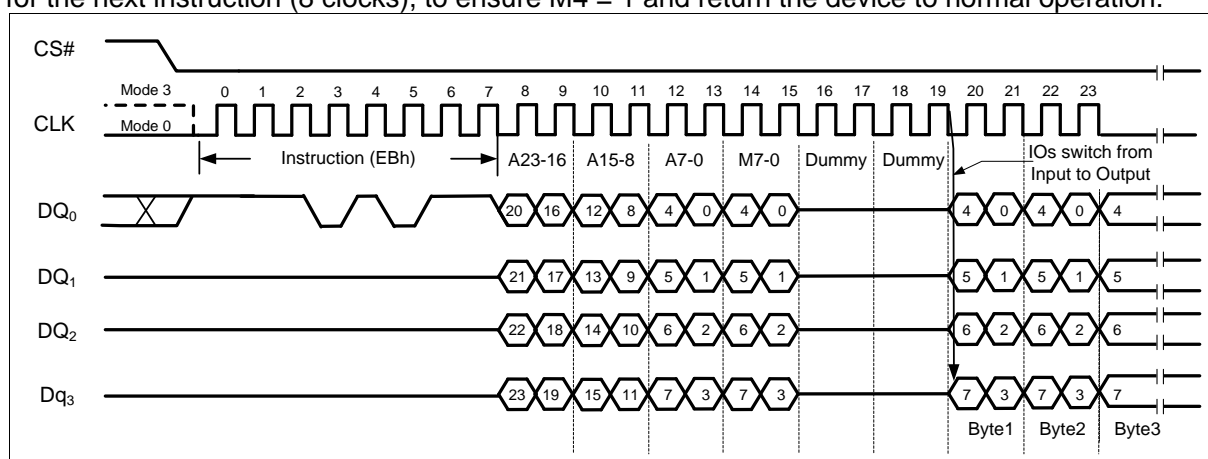 for the next instruction (8 clocks), to ensure M4 = 1 and return the device to normal operation.
CS#
Mode 3 0 1 2 3 4 5 6 7 8 9 10 11 12 13 14 15 16 17 18 19 20 21 22 23
CLK Mode 0
Instruction (EBh) A23-16 A15-8 A7-0 M7-0 Dummy Dummy IOs switch from
Input to Output
DQ0 20 16 12 8 4 0 4 0 4 0 4 0 4
DQ1 21 17 13 9 5 1 5 1 5 1 5 1 5
DQ2 22 18 14 10 6 2 6 2 6 2 6 2 6
Dq3 23 19 15 11 7 3 7 3 7 3 7 3 7
Byte1 Byte2 Byte3